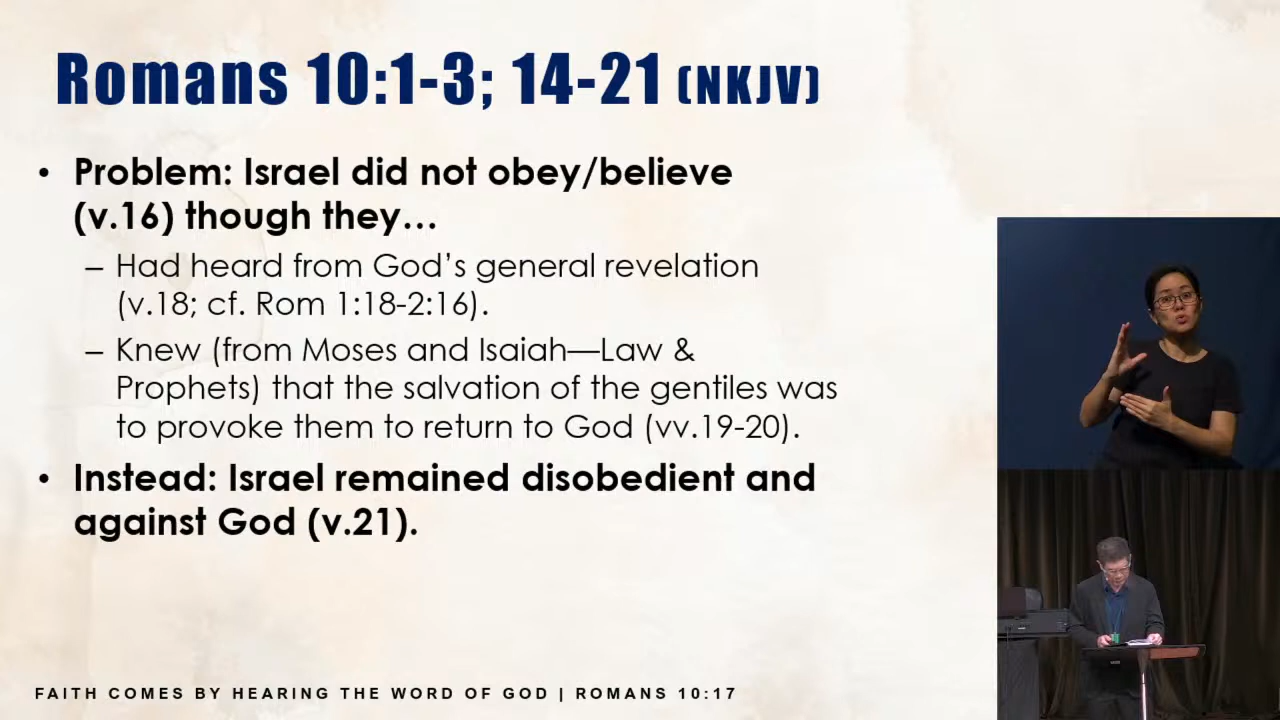 Romans 10:1-3; 14-21 (NKJV)
• Problem: Israel did not obey/believe
(v.16) though they…
– Had heard from God’s general revelation
(v.18; cf. Rom 1:18-2:16).
– Knew (from Moses and Isaiah—Law &
Prophets) that the salvation of the gentiles was
to provoke them to return to God (vv.19-20).
• Instead: Israel remained disobedient and
against God (v.21).
FAITH COMES BY HEARING THE WORD OF GOD | ROMANS 10:17